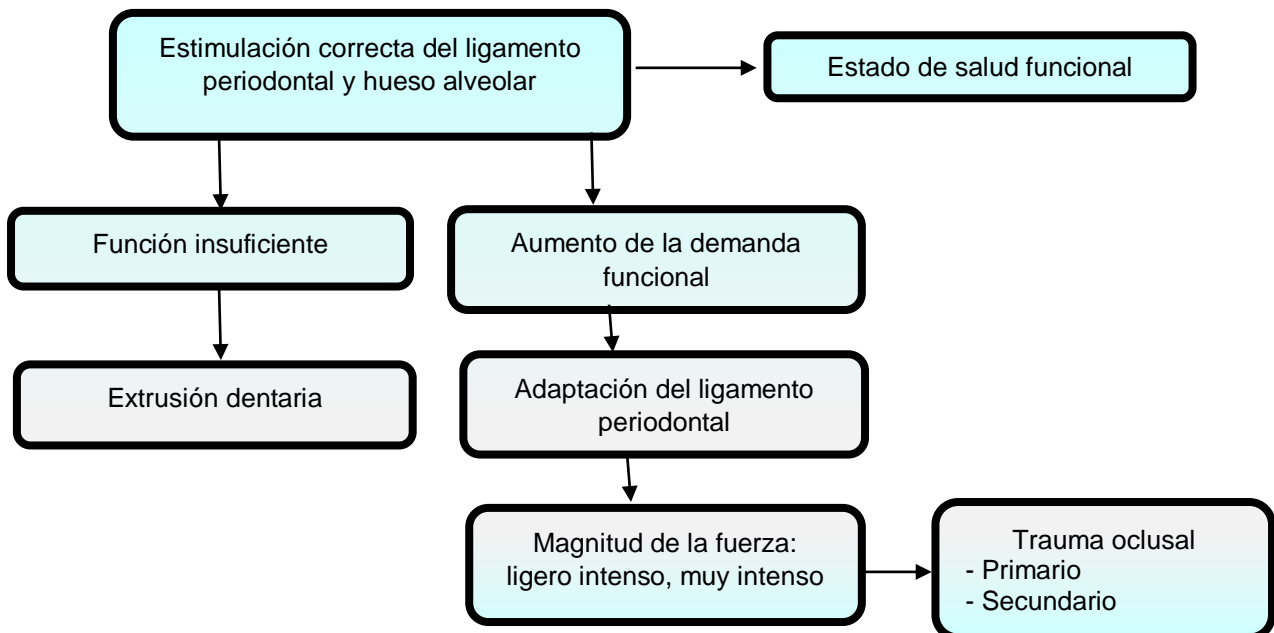 Estimulación correcta del ligamento
periodontal y hueso alveolar
Estado de salud funcional
Función insuficiente
Aumento de la demanda
funcional
Extrusión dentaria
Adaptación del ligamento
periodontal
Magnitud de la fuerza:
ligero intenso, muy intenso
Trauma oclusal
- Primario
- Secundario